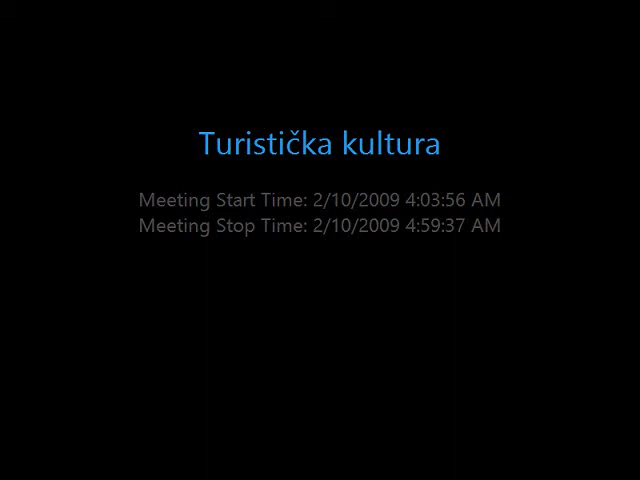 Turistička kultura
Meeting Start Time: 2/10/2009 4:03:56 AM
Meeting Stop Time: 2/10/2009 4:59:37 AM